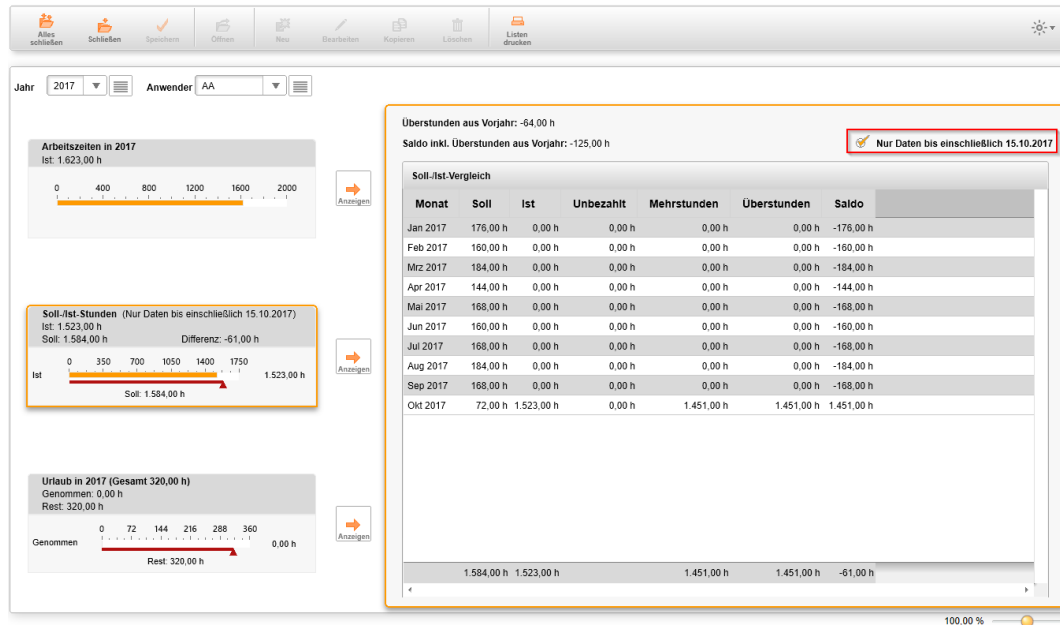 Alles schließen Schließen Speichern Öffnen Neu Bearbeiten Kopieren Löschen Listen drucken
Jahr 2017 Anwender AA
Arbeitszeiten in 2017
Ist: 1.623,00 h
0 400 800 1200 1600 2000
Anzeigen
Soll-/Ist-Stunden (Nur Daten bis einschließlich 15.10.2017)
Ist: 1.523,00 h
Soll: 1.584,00 h Differenz: -61,00 h
0 350 700 1050 1400 1750
Ist 1.523,00 h
Soll: 1.584,00 h
Anzeigen
Urlaub in 2017 (Gesamt 320,00 h)
Genommen: 0,00 h
Rest: 320,00 h
0 72 144 216 288 360
Genommen 0,00 h
Rest: 320,00 h
Anzeigen
Überstunden aus Vorjahr: -64,00 h
Saldo inkl. Überstunden aus Vorjahr: -125,00 h
Nur Daten bis einschließlich 15.10.2017
Soll-/Ist-Vergleich
Monat Soll Ist Unbezahlt Mehrstunden Überstunden Saldo
Jan 2017 176,00 h 0,00 h 0,00 h 0,00 h 0,00 h -176,00 h
Feb 2017 160,00 h 0,00 h 0,00 h 0,00 h 0,00 h -160,00 h
Mrz 2017 184,00 h 0,00 h 0,00 h 0,00 h 0,00 h -184,00 h
Apr 2017 144,00 h 0,00 h 0,00 h 0,00 h 0,00 h -144,00 h
Mai 2017 168,00 h 0,00 h 0,00 h 0,00 h 0,00 h -168,00 h
Jun 2017 160,00 h 0,00 h 0,00 h 0,00 h 0,00 h -160,00 h
Jul 2017 168,00 h 0,00 h 0,00 h 0,00 h 0,00 h -168,00 h
Aug 2017 184,00 h 0,00 h 0,00 h 0,00 h 0,00 h -184,00 h
Sep 2017 168,00 h 0,00 h 0,00 h 0,00 h 0,00 h -168,00 h
Okt 2017 72,00 h 1.523,00 h 0,00 h 1.451,00 h 1.451,00 h 1.451,00 h
1.584,00 h 1.523,00 h 1.451,00 h 1.451,00 h -61,00 h
100,00 %